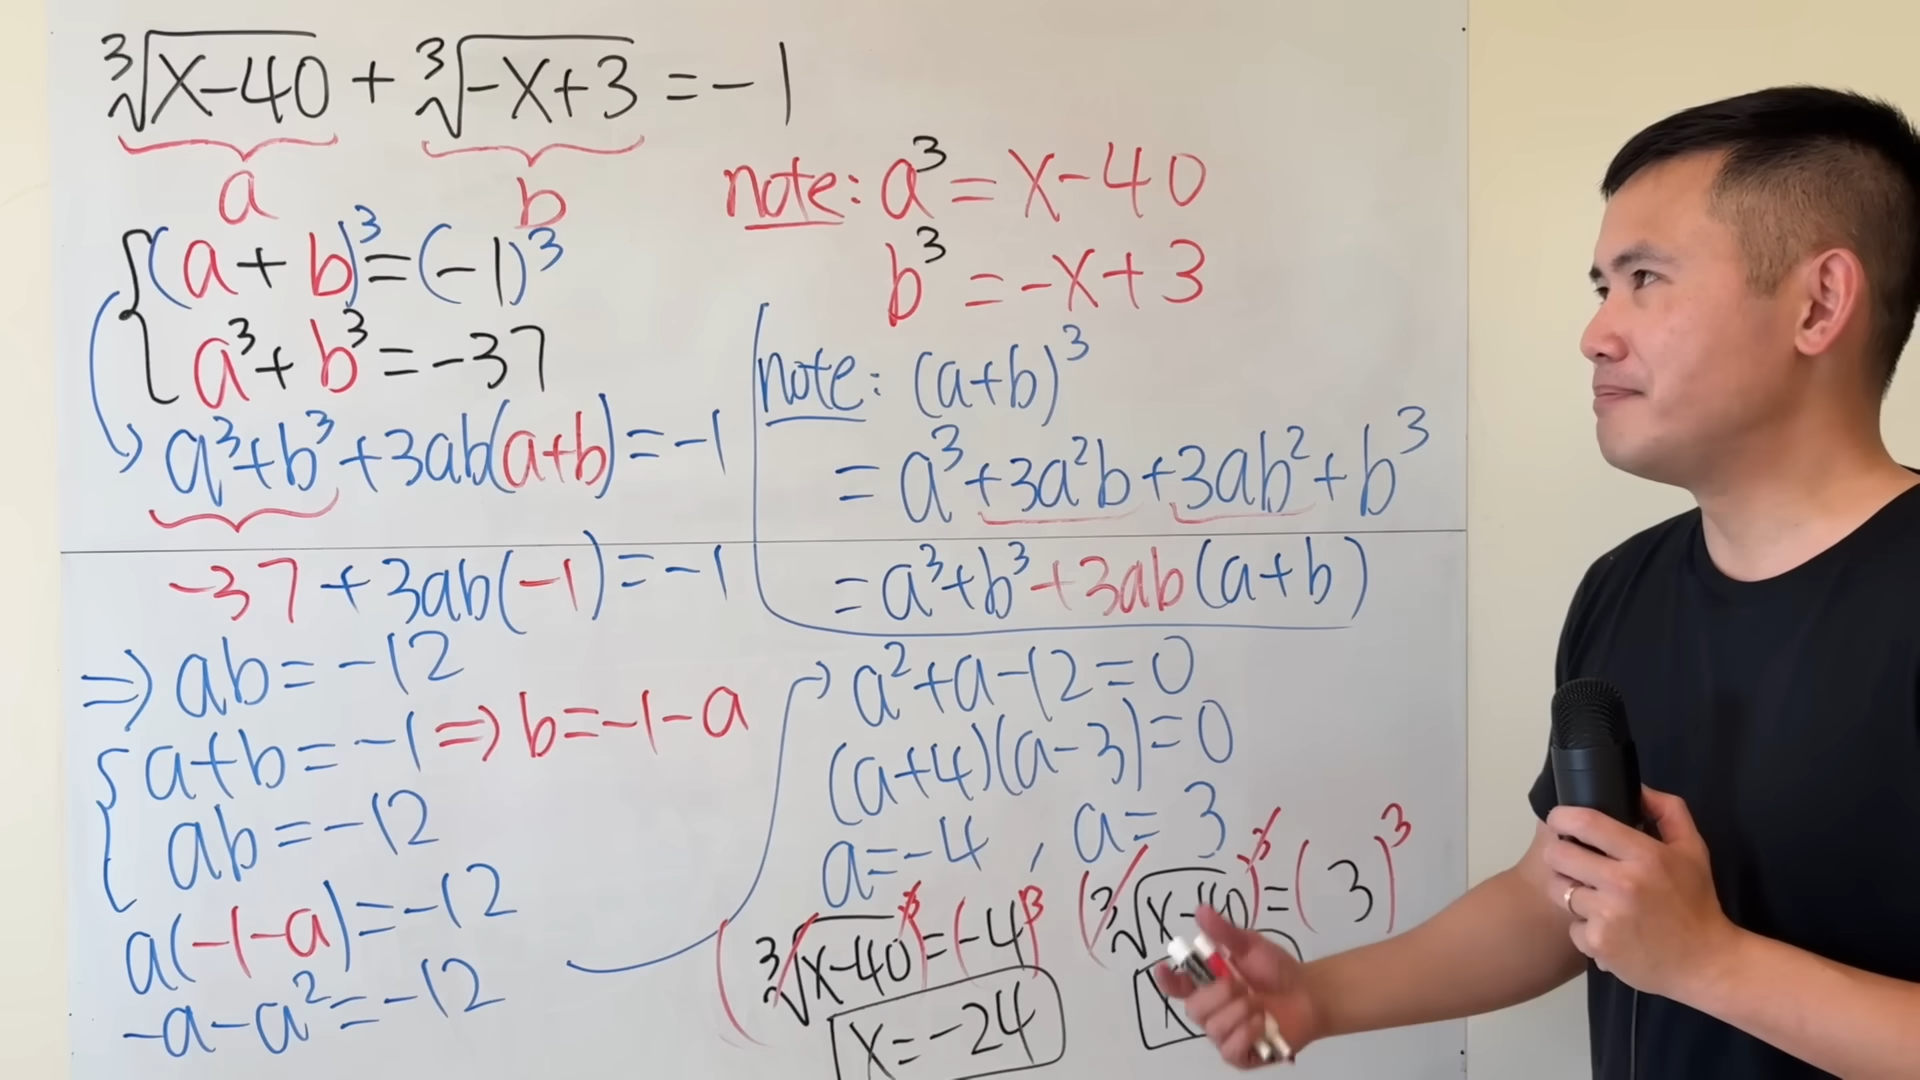 ∛(x-40) + ∛(-x+3) = -1
a b
(a+b)³=(-1)³
a³+b³=-37
a³+b³+3ab(a+b)=-1
-37+3ab(-1)=-1
⇒ab=-12
a+b=-1⇒b=-1-a
ab=-12
a(-1-a)=-12
-a-a²=-12
note: a³=x-40
b³=-x+3
note: (a+b)³
=a³+3a²b+3ab²+b³
=a³+b³+3ab(a+b)
a²+a-12=0
(a+4)(a-3)=0
a=-4, a=3
(∛(x-40))³=(-4)³ (∛(x-40))³=(3)³
x=-24